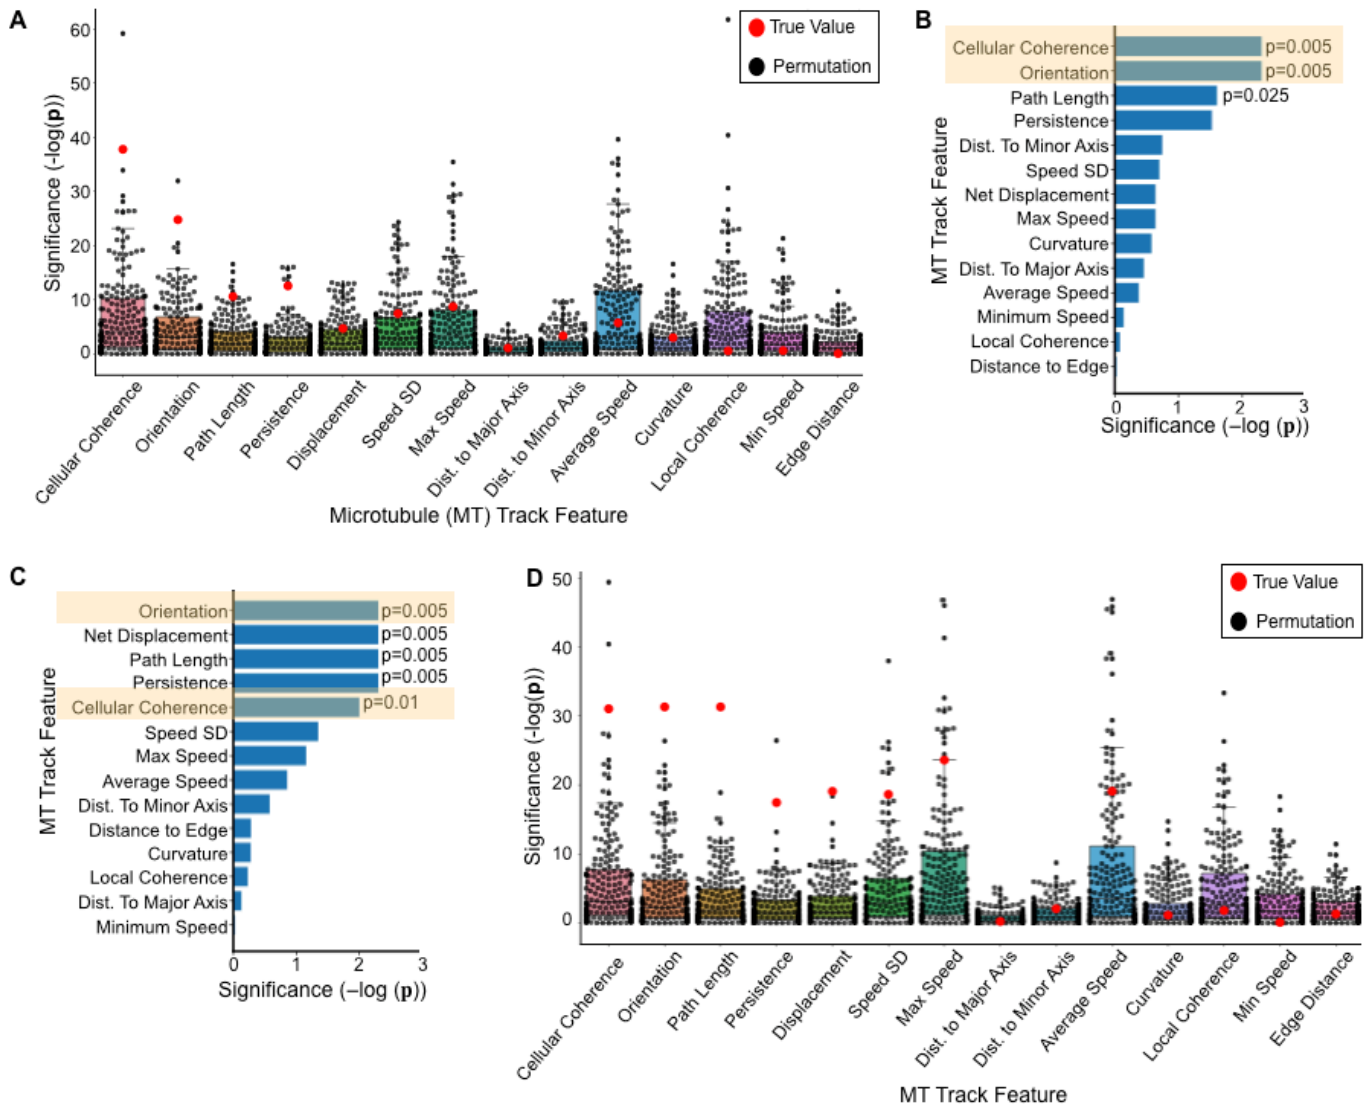 A
60
50
40
30
20
10
0
Significance (-log(p))
True Value
Permutation
Cellular Coherence
Orientation
Path Length
Persistence
Displacement
Speed SD
Max Speed
Dist. to Major Axis
Dist. to Minor Axis
Average Speed
Curvature
Local Coherence
Min Speed
Edge Distance
Microtubule (MT) Track Feature
B
MT Track Feature
Cellular Coherence p=0.005
Orientation p=0.005
Path Length p=0.025
Persistence
Dist. To Minor Axis
Speed SD
Net Displacement
Max Speed
Curvature
Dist. To Major Axis
Average Speed
Minimum Speed
Local Coherence
Distance to Edge
0 1 2 3
Significance (–log (p))
C
MT Track Feature
Orientation p=0.005
Net Displacement p=0.005
Path Length p=0.005
Persistence p=0.005
Cellular Coherence p=0.01
Speed SD
Max Speed
Average Speed
Dist. To Minor Axis
Distance to Edge
Curvature
Local Coherence
Dist. To Major Axis
Minimum Speed
0 1 2 3
Significance (–log (p))
D
50
40
30
20
10
0
Significance (-log(p))
True Value
Permutation
Cellular Coherence
Orientation
Path Length
Persistence
Displacement
Speed SD
Max Speed
Dist. to Major Axis
Dist. to Minor Axis
Average Speed
Curvature
Local Coherence
Min Speed
Edge Distance
MT Track Feature